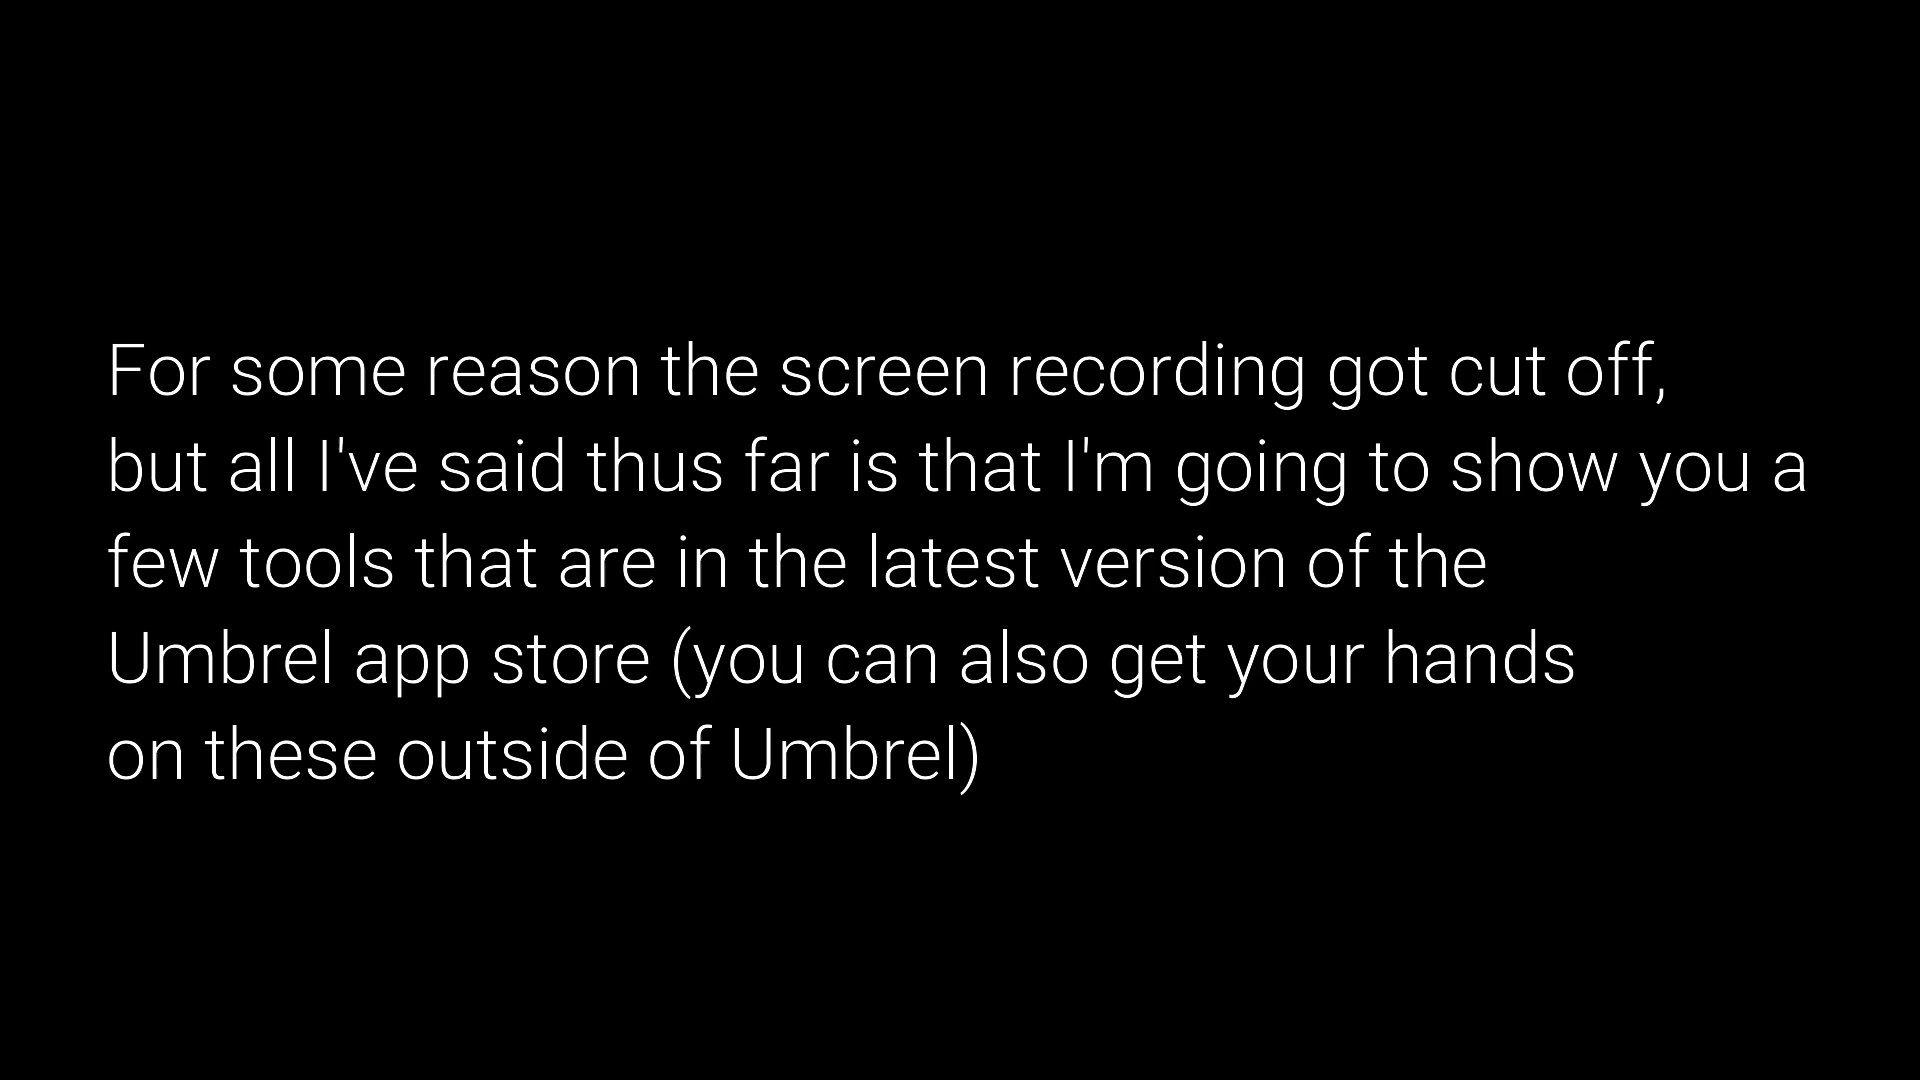 For some reason the screen recording got cut off,
but all I've said thus far is that I'm going to show you a
few tools that are in the latest version of the
Umbrel app store (you can also get your hands
on these outside of Umbrel)